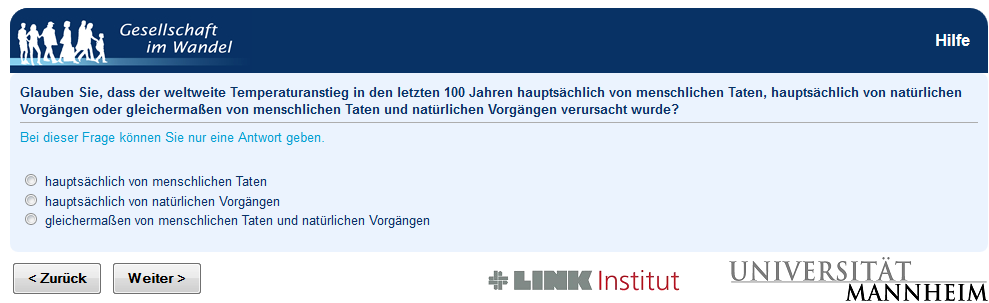 Gesellschaft
im Wandel
Hilfe
Glauben Sie, dass der weltweite Temperaturanstieg in den letzten 100 Jahren hauptsächlich von menschlichen Taten, hauptsächlich von natürlichen
Vorgängen oder gleichermaßen von menschlichen Taten und natürlichen Vorgängen verursacht wurde?
Bei dieser Frage können Sie nur eine Antwort geben.
hauptsächlich von menschlichen Taten
hauptsächlich von natürlichen Vorgängen
gleichermaßen von menschlichen Taten und natürlichen Vorgängen
< Zurück
Weiter >
LINK Institut
UNIVERSITÄT
MANNHEIM